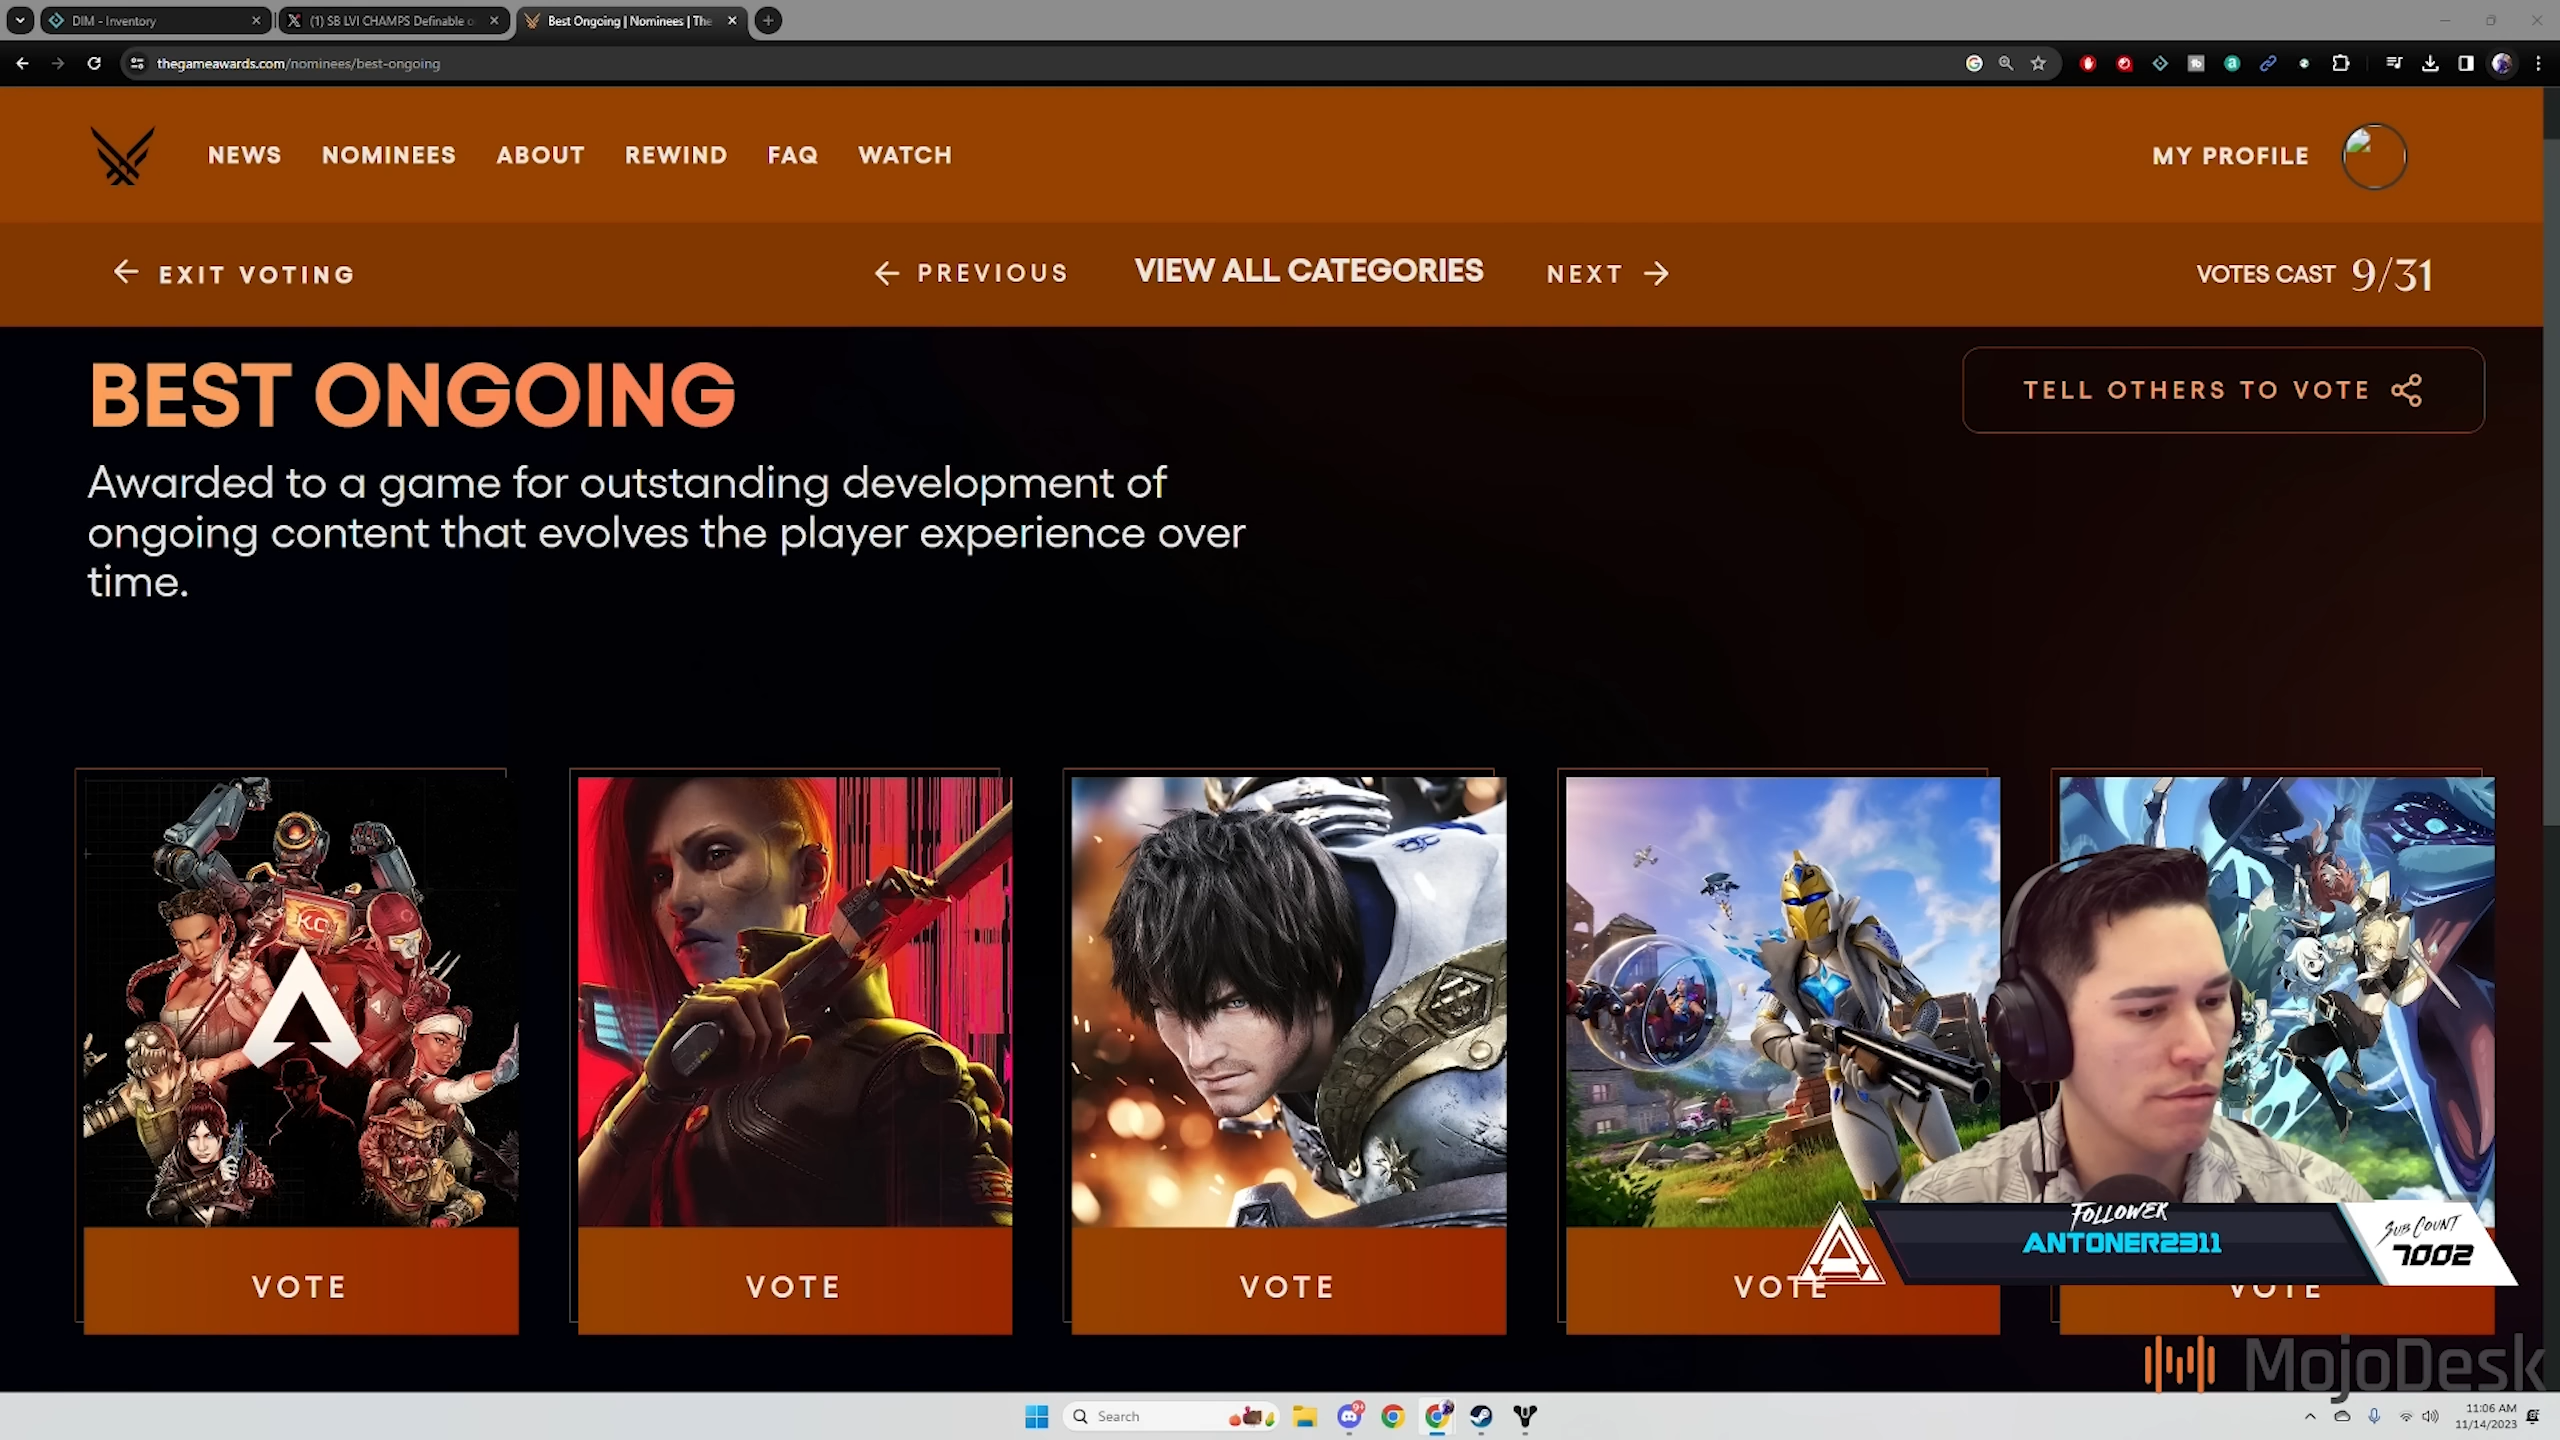 DIM - Inventory
(1) SB LVI CHAMPS Definable o
Best Ongoing | Nominees | The
thegameawards.com/nominees/best-ongoing
NEWS NOMINEES ABOUT REWIND FAQ WATCH
MY PROFILE
EXIT VOTING
PREVIOUS
VIEW ALL CATEGORIES
NEXT
VOTES CAST 9/31
BEST ONGOING
TELL OTHERS TO VOTE
Awarded to a game for outstanding development of
ongoing content that evolves the player experience over
time.
K.O
FOLLOWER
ANTONER2311
SUB COUNT
7002
VOTE
VOTE
VOTE
VOTE
VOTE
MojoDesk
Search
9+
11:06 AM
11/14/2023